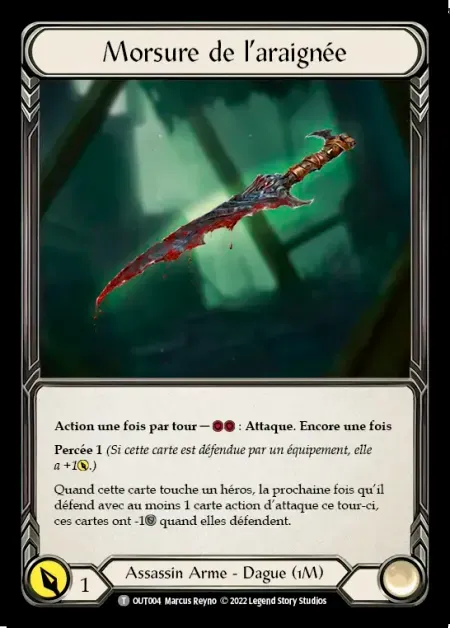 Morsure de l'araignée
Action une fois par tour — : Attaque. Encore une fois
Percée 1 (Si cette carte est défendue par un équipement, elle
a +1.)
Quand cette carte touche un héros, la prochaine fois qu'il
défend avec au moins 1 carte action d'attaque ce tour-ci,
ces cartes ont -1 quand elles défendent.
1
Assassin Arme - Dague (1M)
T OUT004 Marcus Reyno © 2022 Legend Story Studios